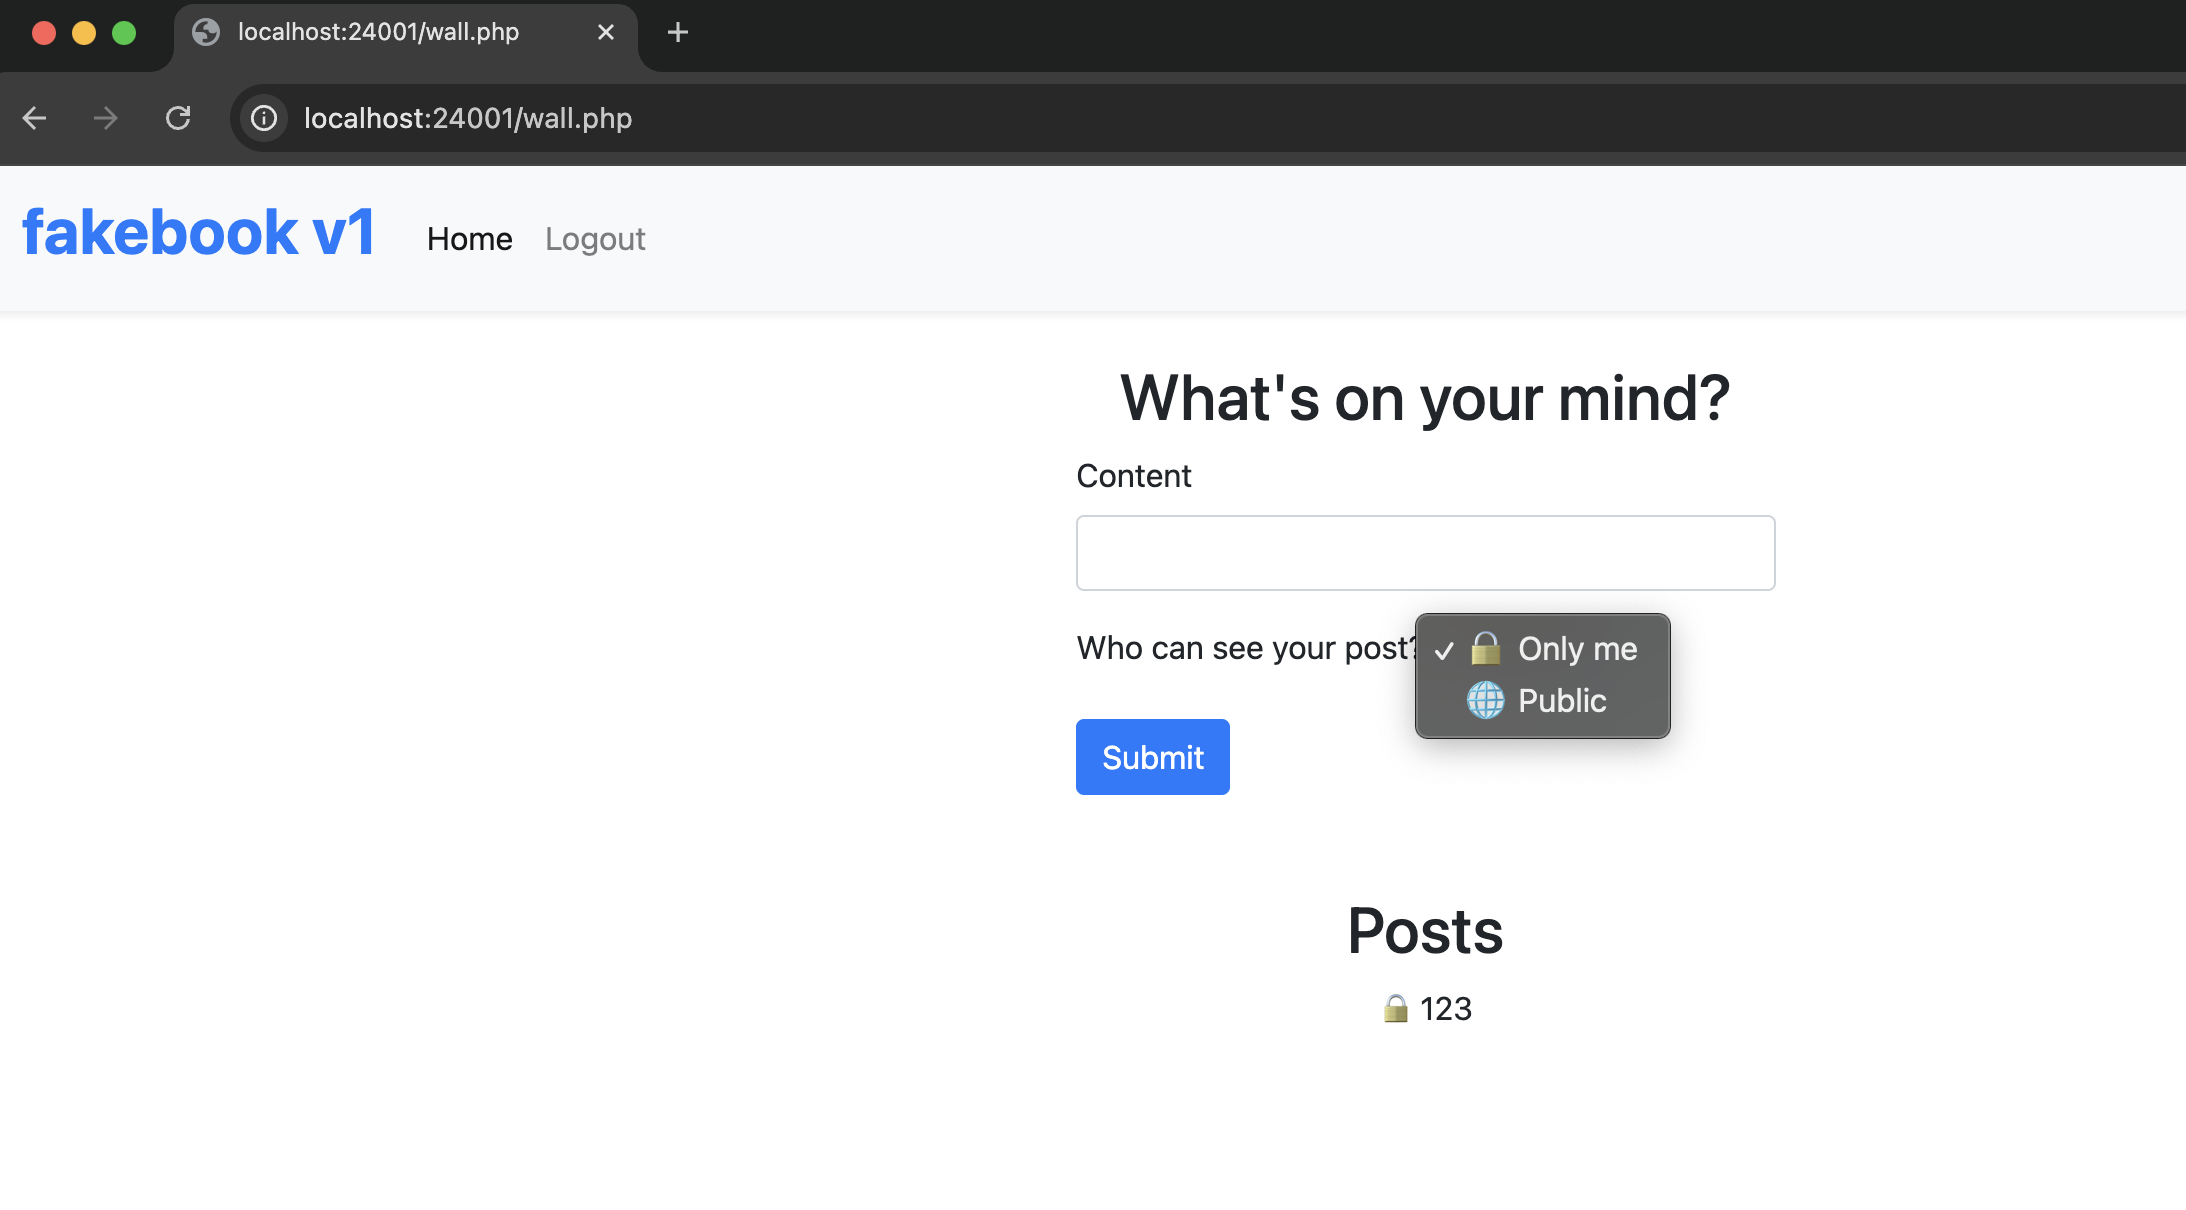 localhost:24001/wall.php
localhost:24001/wall.php
fakebook v1 Home Logout
What's on your mind?
Content
Who can see your post? ✓ 🔒 Only me
🌐 Public
Submit
Posts
🔒 123